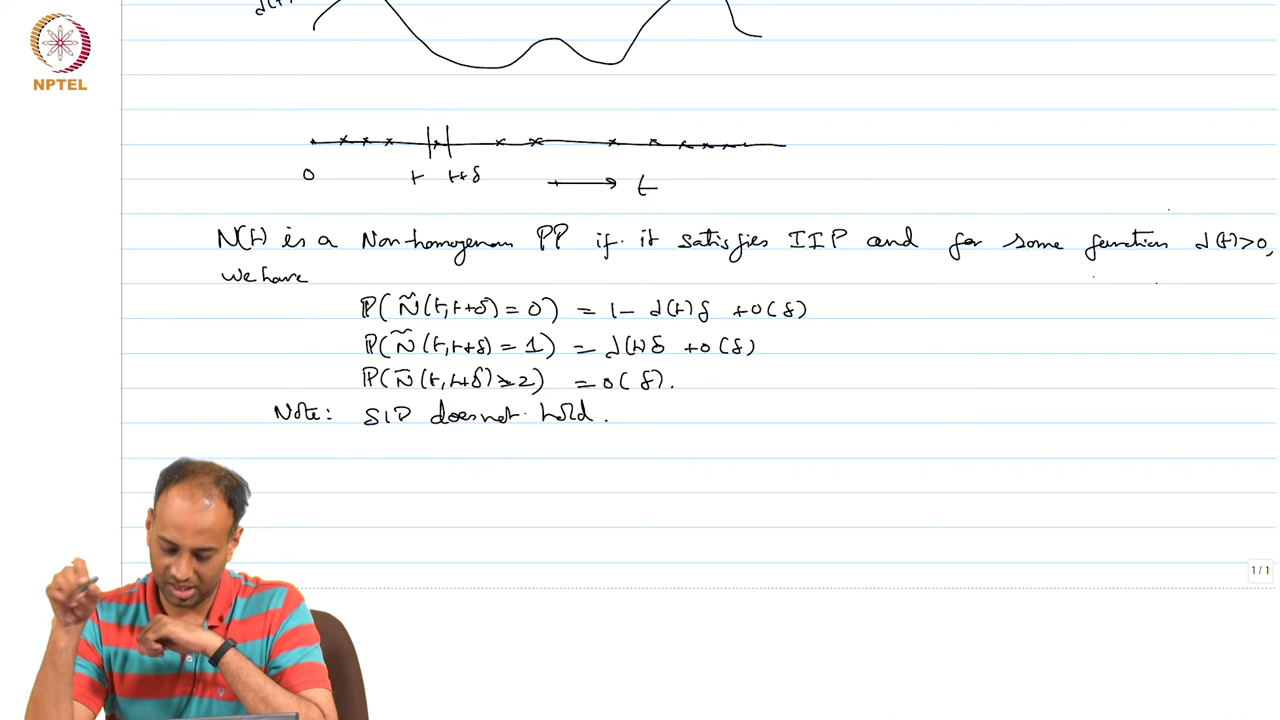 λ(t)
NPTEL
0 t t+δ t
N(t) is a Non-homogenous PP if it satisfies IIP and for some function λ(t)>0,
we have
ℙ( Ñ(t,t+δ) = 0 ) = 1 - λ(t)δ + o(δ)
ℙ( Ñ(t,t+δ) = 1 ) = λ(t)δ + o(δ)
ℙ( Ñ(t,t+δ) ≥ 2 ) = o(δ).
Note: SIP does not hold.
1 / 1